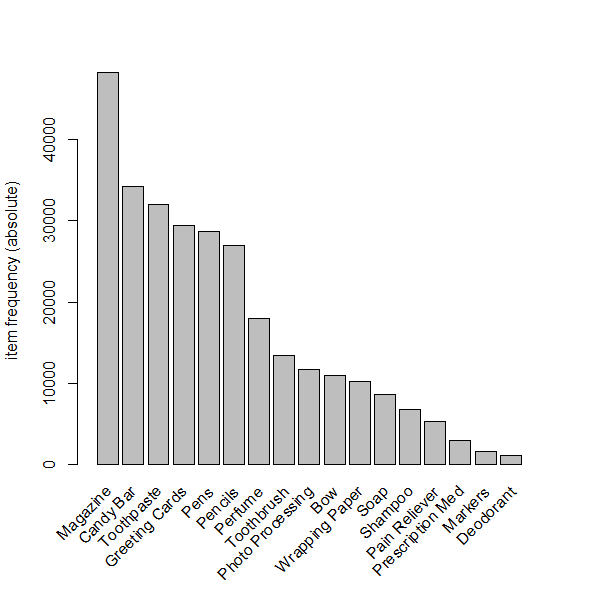 item frequency (absolute)
40000
30000
20000
10000
0
Magazine
Candy Bar
Toothpaste
Greeting Cards
Pens
Pencils
Perfume
Toothbrush
Photo Processing
Bow
Wrapping Paper
Soap
Shampoo
Pain Reliever
Prescription Med
Markers
Deodorant